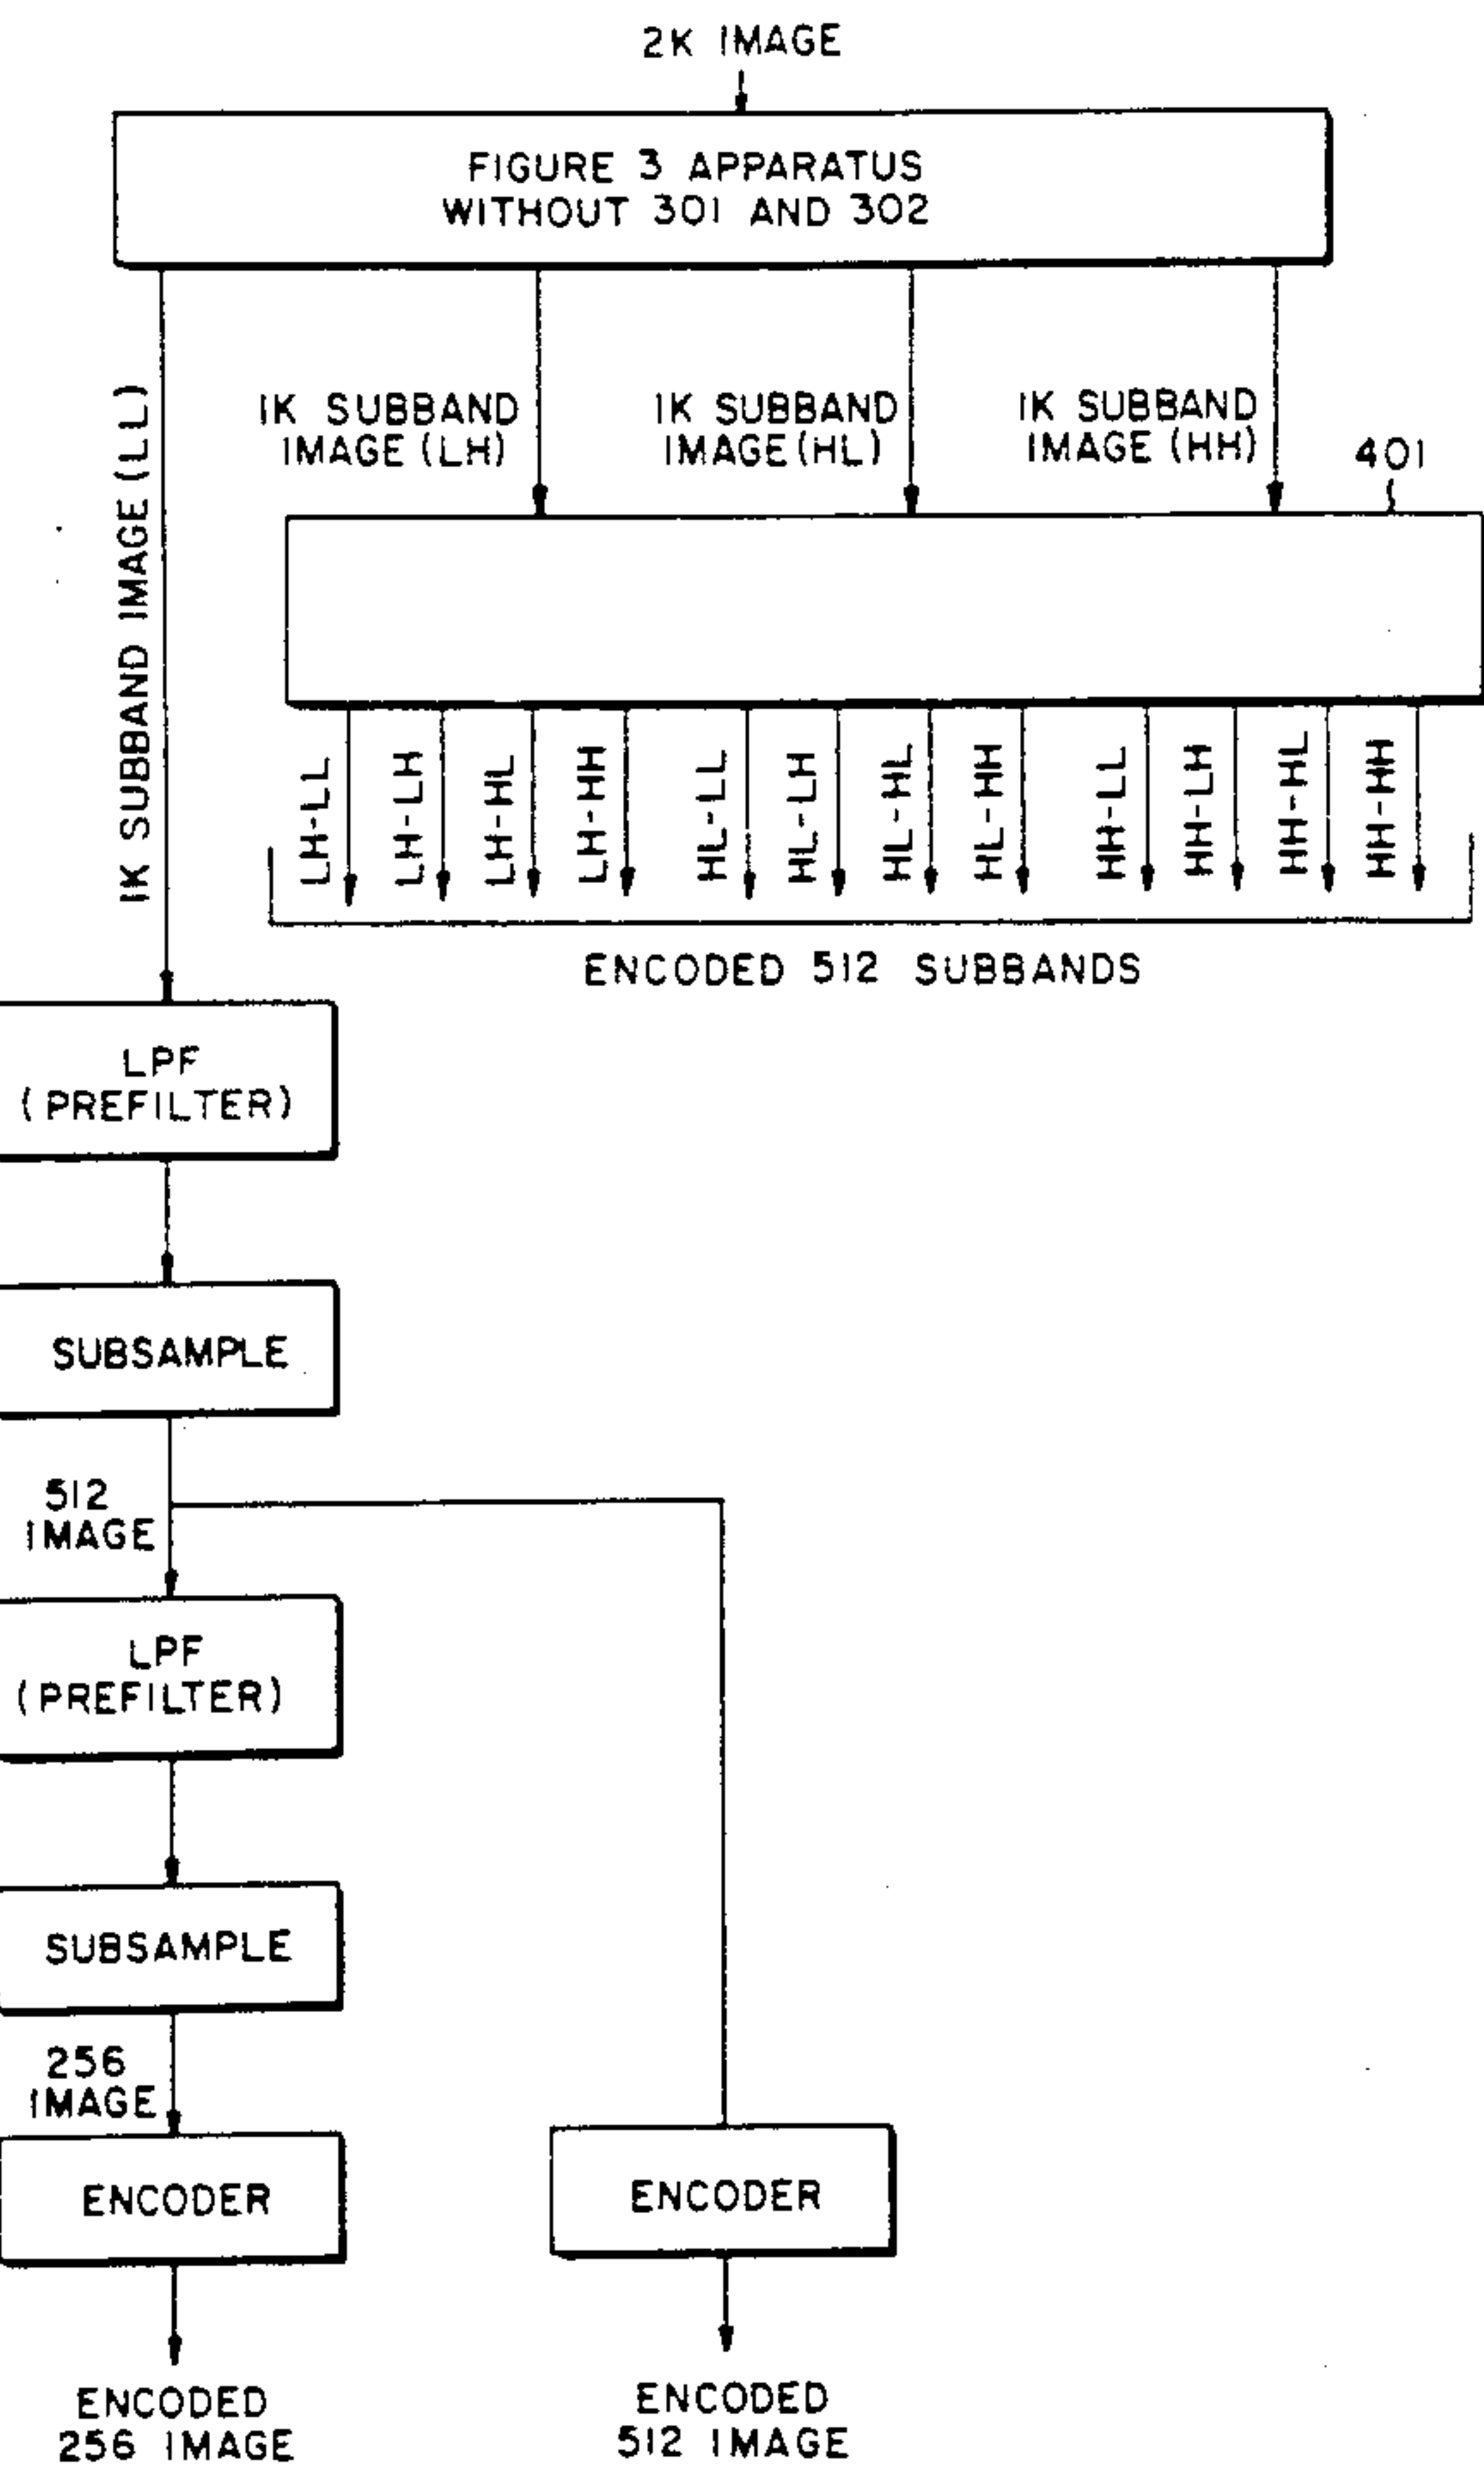 2K IMAGE
FIGURE 3 APPARATUS
WITHOUT 301 AND 302
1K SUBBAND IMAGE (LL)
1K SUBBAND
IMAGE (LH)
1K SUBBAND
IMAGE (HL)
1K SUBBAND
IMAGE (HH)
401
LH-LL
LH-LH
LH-HL
LH-HH
HL-LL
HL-LH
HL-HL
HL-HH
HH-LL
HH-LH
HH-HL
HH-HH
ENCODED 512 SUBBANDS
LPF
(PREFILTER)
SUBSAMPLE
512
IMAGE
LPF
(PREFILTER)
SUBSAMPLE
256
IMAGE
ENCODER
ENCODER
ENCODED
256 IMAGE
ENCODED
512 IMAGE